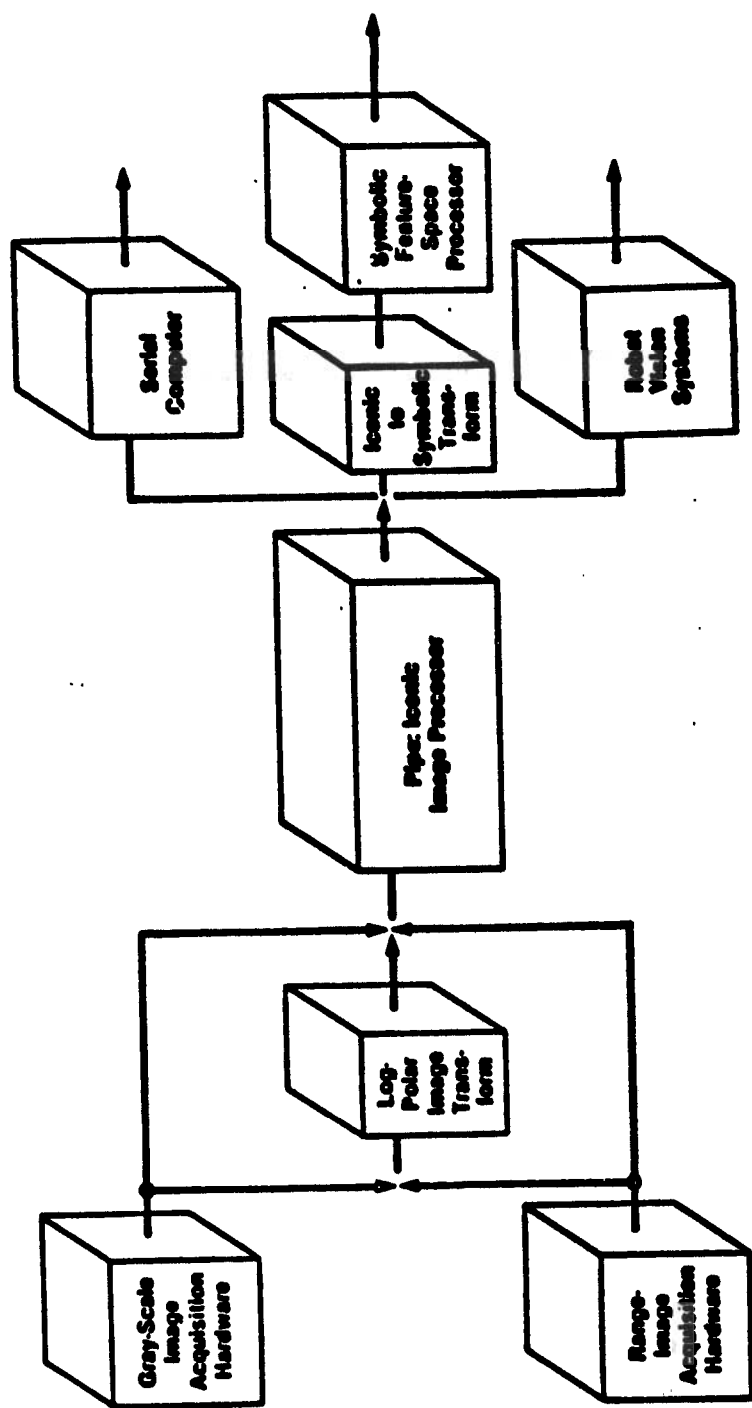 Gray-Scale
Image
Acquisition
Hardware
Range-
Image
Acquisition
Hardware
Log-
Polar
Image
Trans-
form
Pipe: Iconic
Image Processor
Serial
Computer
Iconic
to
Symbolic
Trans-
form
Symbolic
Feature-
Space
Processor
Robot
Vision
Systems